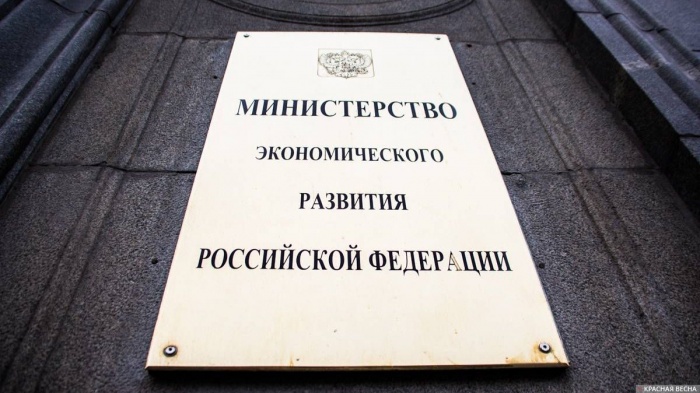 МИНИСТЕРСТВО
ЭКОНОМИЧЕСКОГО
РАЗВИТИЯ
РОССИЙСКОЙ ФЕДЕРАЦИИ
КРАСНАЯ ВЕСНА